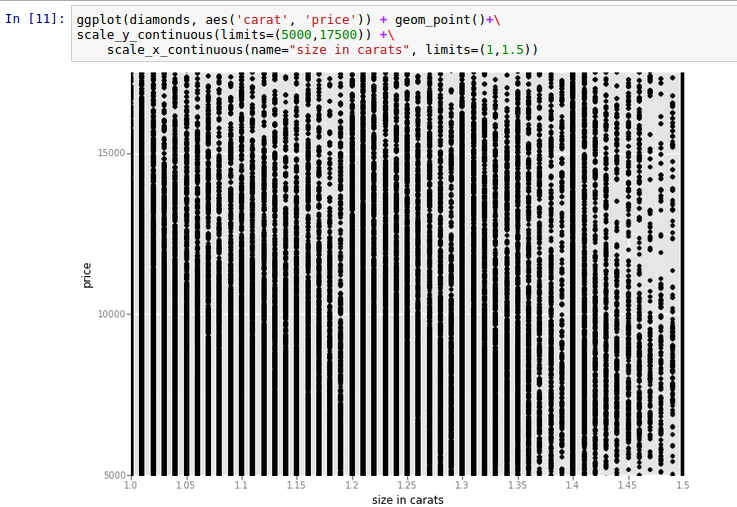 In [11]: ggplot(diamonds, aes('carat', 'price')) + geom_point()+\
scale_y_continuous(limits=(5000,17500)) +\
    scale_x_continuous(name="size in carats", limits=(1,1.5))
15000
price
10000
5000
1.0 1.05 1.1 1.15 1.2 1.25 1.3 1.35 1.4 1.45 1.5
size in carats